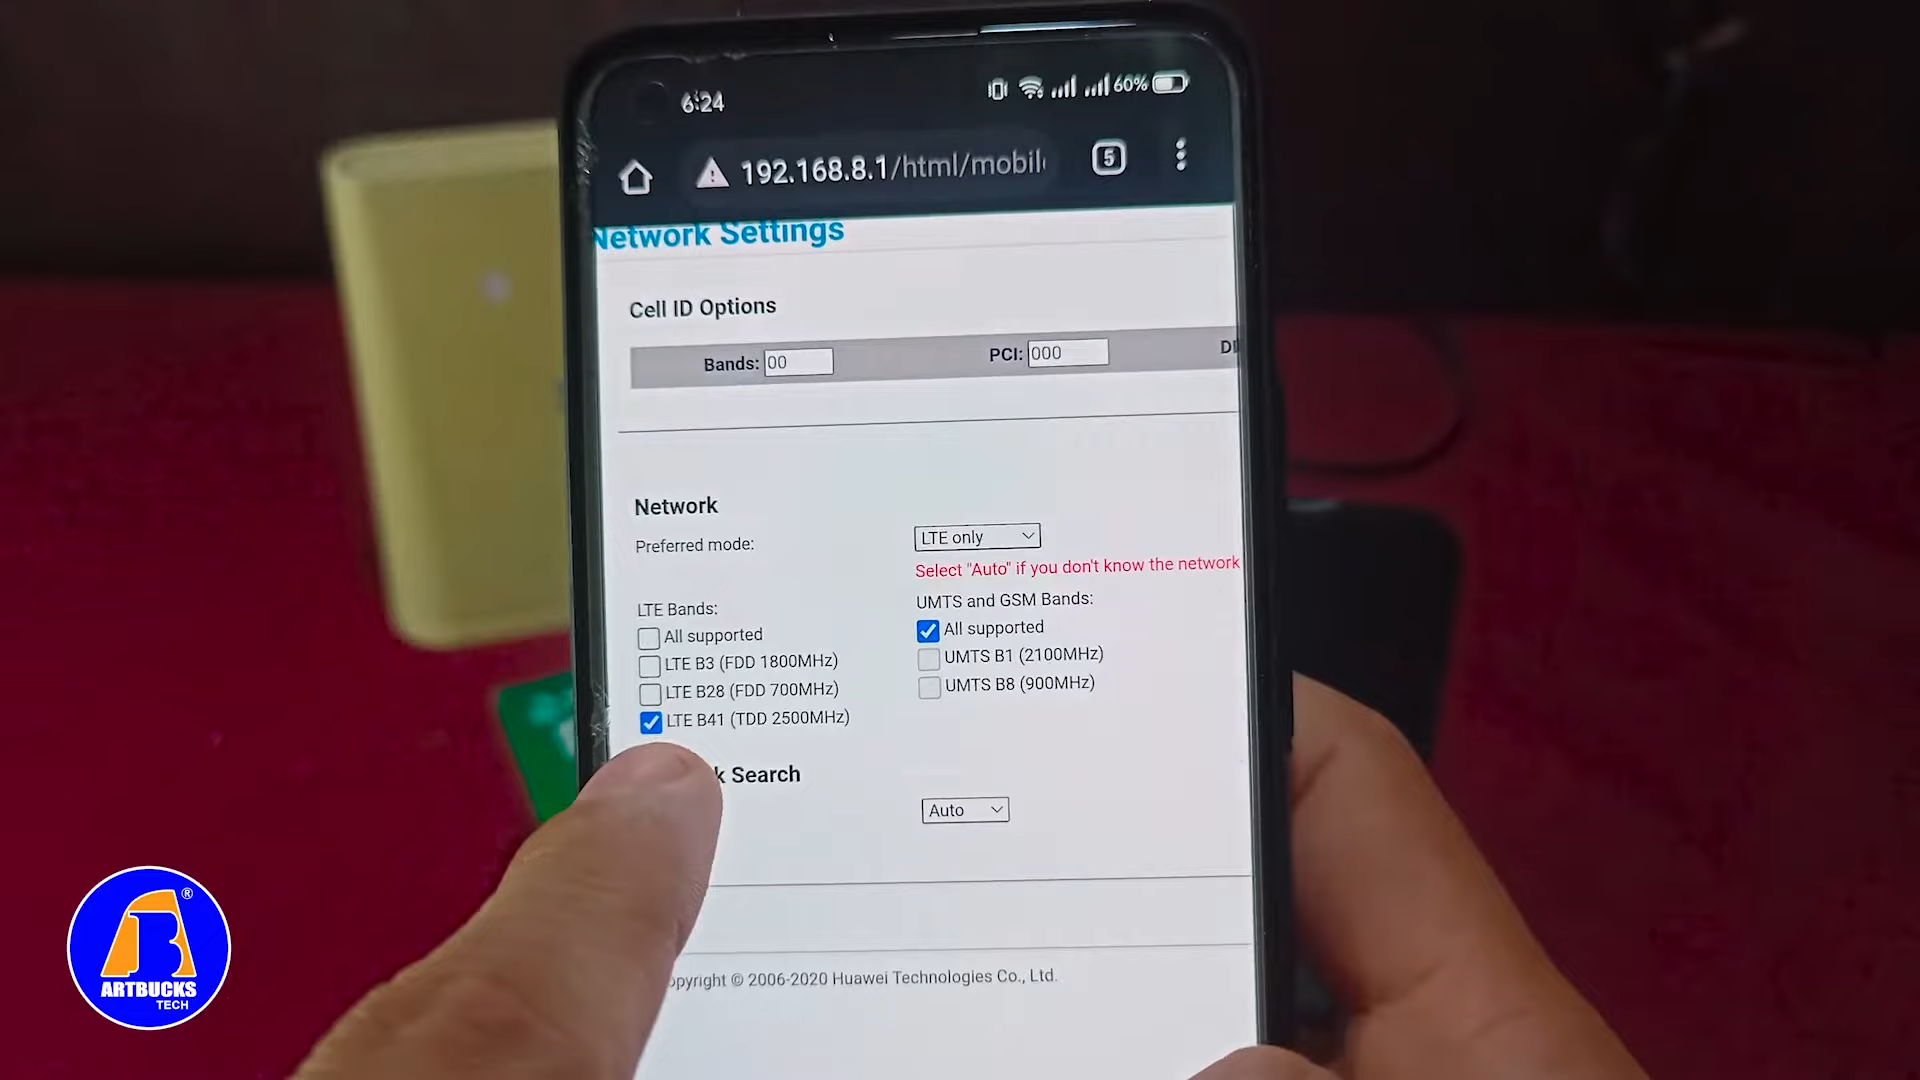 6:24
60%
192.168.8.1/html/mobil
5
Network Settings
Cell ID Options
Bands: 00
PCI: 000
Network
Preferred mode:
LTE only
Select "Auto" if you don't know the network
LTE Bands:
UMTS and GSM Bands:
All supported
All supported
LTE B3 (FDD 1800MHz)
UMTS B1 (2100MHz)
LTE B28 (FDD 700MHz)
UMTS B8 (900MHz)
LTE B41 (TDD 2500MHz)
k Search
Auto
opyright © 2006-2020 Huawei Technologies Co., Ltd.
®
ARTBUCKS
TECH